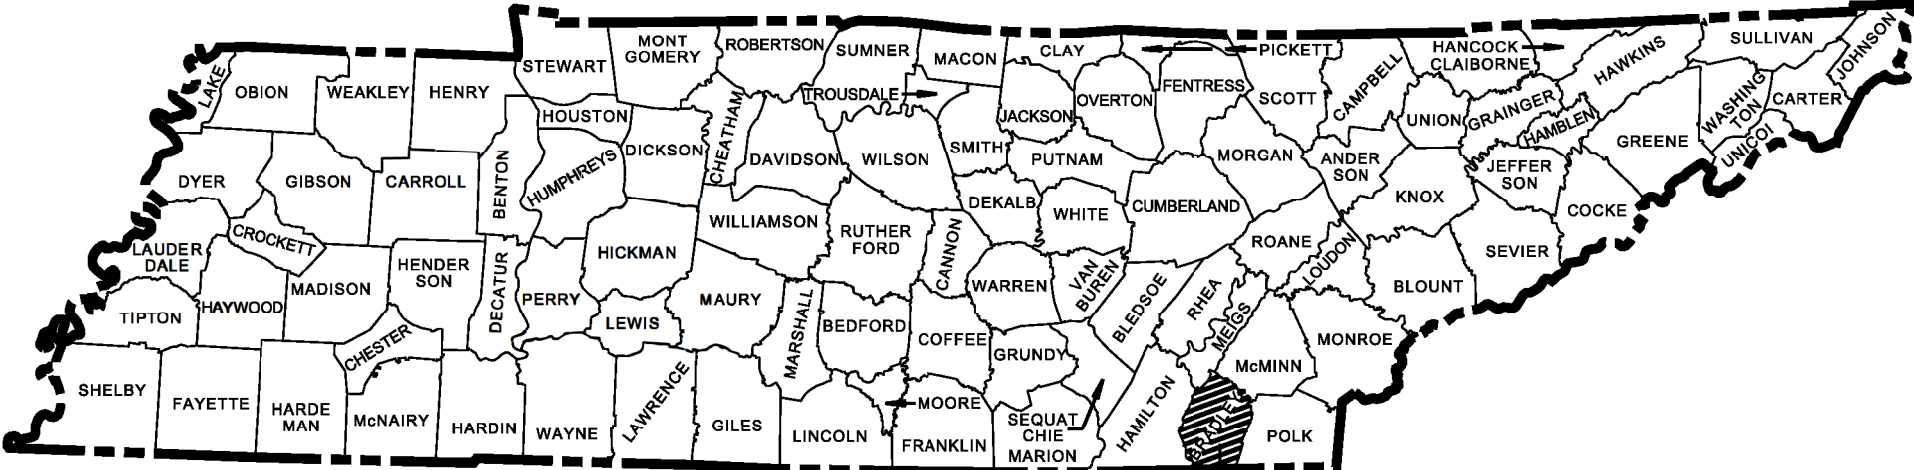 LAKE
OBION
WEAKLEY
HENRY
STEWART
MONT
GOMERY
ROBERTSON
SUMNER
MACON
CLAY
PICKETT
HANCOCK
CLAIBORNE
HAWKINS
SULLIVAN
JOHNSON
TROUSDALE
JACKSON
OVERTON
FENTRESS
SCOTT
CAMPBELL
UNION
GRAINGER
HAMBLEN
GREENE
WASHING
TON
CARTER
UNICOI
HOUSTON
DICKSON
CHEATHAM
DAVIDSON
WILSON
SMITH
PUTNAM
MORGAN
ANDER
SON
KNOX
JEFFER
SON
COCKE
DYER
GIBSON
CARROLL
BENTON
HUMPHREYS
WILLIAMSON
RUTHER
FORD
CANNON
DEKALB
WHITE
CUMBERLAND
ROANE
LOUDON
BLOUNT
SEVIER
LAUDER
DALE
CROCKETT
HAYWOOD
MADISON
HENDER
SON
DECATUR
PERRY
HICKMAN
LEWIS
MAURY
MARSHALL
BEDFORD
COFFEE
WARREN
VAN
BUREN
BLEDSOE
RHEA
MEIGS
McMINN
MONROE
TIPTON
CHESTER
GRUNDY
SHELBY
FAYETTE
HARDE
MAN
McNAIRY
HARDIN
WAYNE
LAWRENCE
GILES
LINCOLN
MOORE
FRANKLIN
SEQUAT
CHIE
MARION
HAMILTON
BRADLEY
POLK